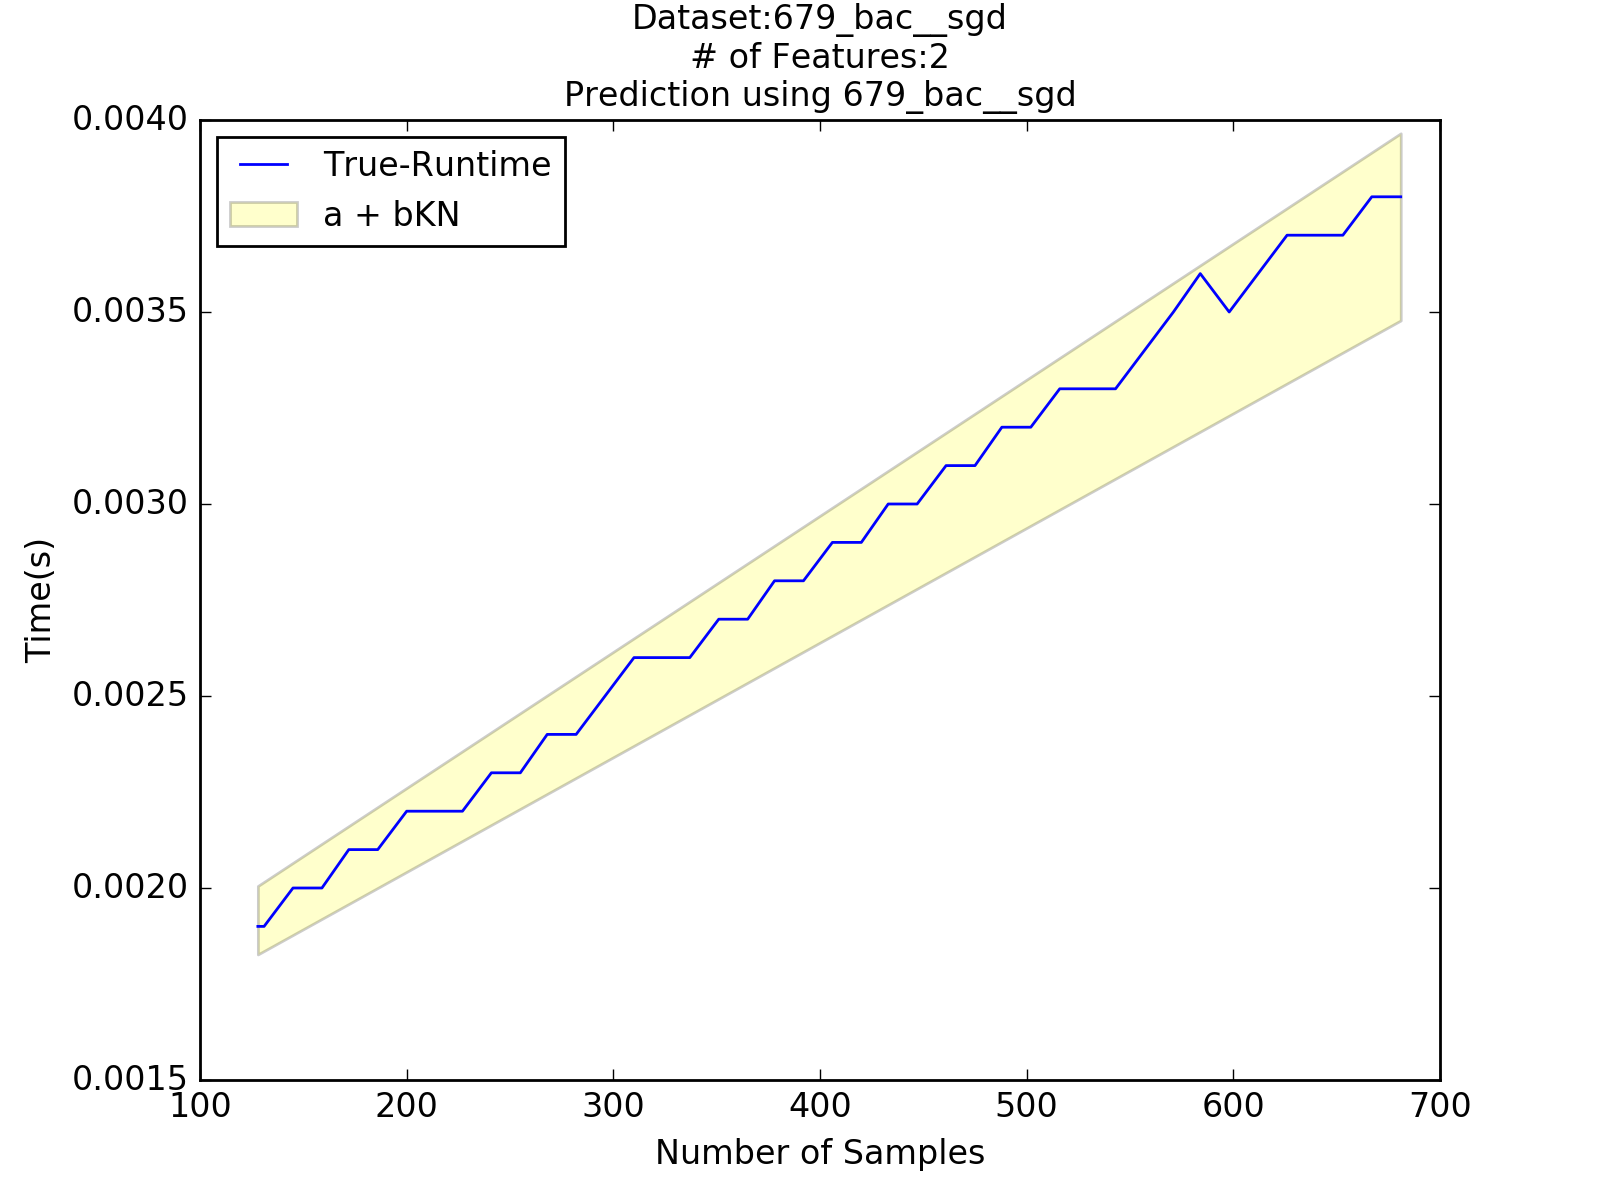 Dataset:679_bac__sgd
# of Features:2
Prediction using 679_bac__sgd
True-Runtime
a + bKN
0.0040
0.0035
0.0030
0.0025
0.0020
0.0015
Time(s)
100 200 300 400 500 600 700
Number of Samples